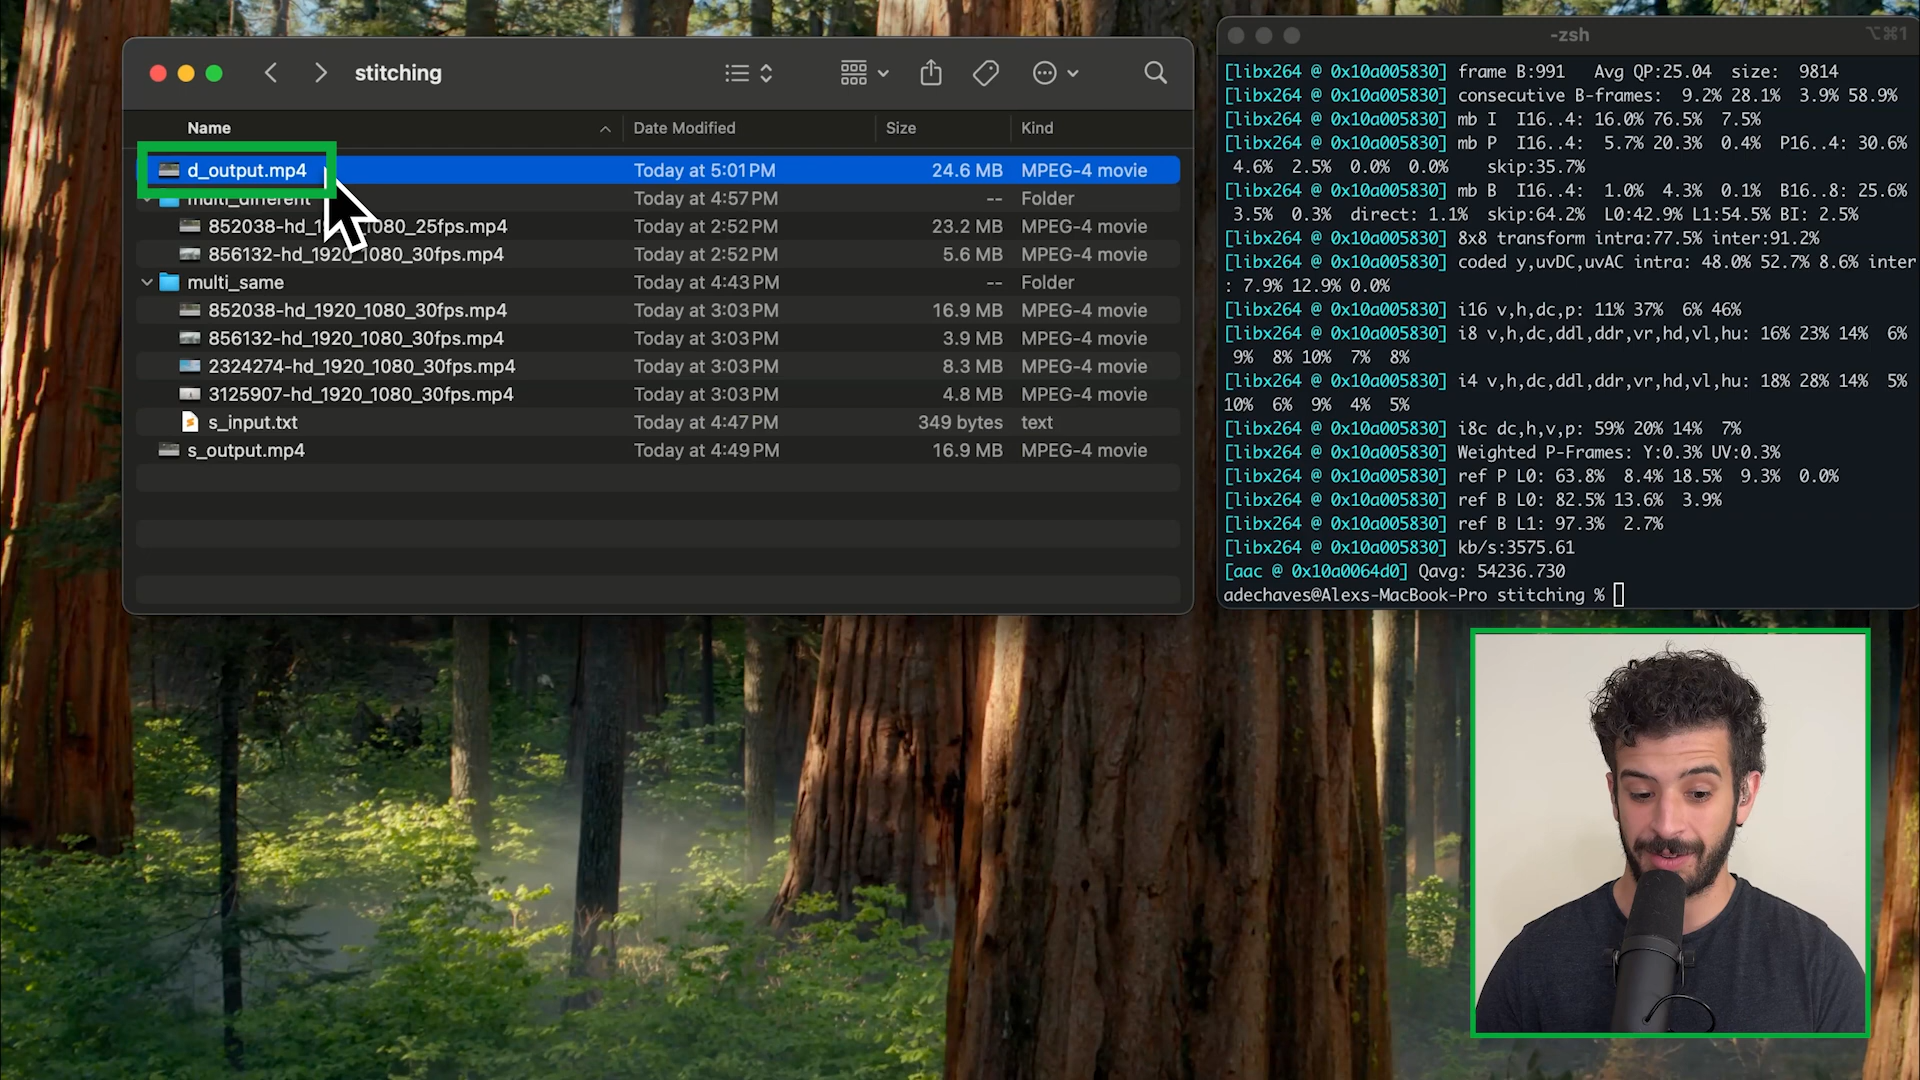 stitching
Name Date Modified Size Kind
d_output.mp4 Today at 5:01 PM 24.6 MB MPEG-4 movie
multi_different Today at 4:57 PM -- Folder
852038-hd_1920_1080_25fps.mp4 Today at 2:52 PM 23.2 MB MPEG-4 movie
856132-hd_1920_1080_30fps.mp4 Today at 2:52 PM 5.6 MB MPEG-4 movie
multi_same Today at 4:43 PM -- Folder
852038-hd_1920_1080_30fps.mp4 Today at 3:03 PM 16.9 MB MPEG-4 movie
856132-hd_1920_1080_30fps.mp4 Today at 3:03 PM 3.9 MB MPEG-4 movie
2324274-hd_1920_1080_30fps.mp4 Today at 3:03 PM 8.3 MB MPEG-4 movie
3125907-hd_1920_1080_30fps.mp4 Today at 3:03 PM 4.8 MB MPEG-4 movie
s_input.txt Today at 4:47 PM 349 bytes text
s_output.mp4 Today at 4:49 PM 16.9 MB MPEG-4 movie
-zsh ⌥⌘1
[libx264 @ 0x10a005830] frame B:991 Avg QP:25.04 size: 9814
[libx264 @ 0x10a005830] consecutive B-frames: 9.2% 28.1% 3.9% 58.9%
[libx264 @ 0x10a005830] mb I I16..4: 16.0% 76.5% 7.5%
[libx264 @ 0x10a005830] mb P I16..4: 5.7% 20.3% 0.4% P16..4: 30.6%
4.6% 2.5% 0.0% 0.0% skip:35.7%
[libx264 @ 0x10a005830] mb B I16..4: 1.0% 4.3% 0.1% B16..8: 25.6%
3.5% 0.3% direct: 1.1% skip:64.2% L0:42.9% L1:54.5% BI: 2.5%
[libx264 @ 0x10a005830] 8x8 transform intra:77.5% inter:91.2%
[libx264 @ 0x10a005830] coded y,uvDC,uvAC intra: 48.0% 52.7% 8.6% inter
: 7.9% 12.9% 0.0%
[libx264 @ 0x10a005830] i16 v,h,dc,p: 11% 37% 6% 46%
[libx264 @ 0x10a005830] i8 v,h,dc,ddl,ddr,vr,hd,vl,hu: 16% 23% 14% 6%
9% 8% 10% 7% 8%
[libx264 @ 0x10a005830] i4 v,h,dc,ddl,ddr,vr,hd,vl,hu: 18% 28% 14% 5%
10% 6% 9% 4% 5%
[libx264 @ 0x10a005830] i8c dc,h,v,p: 59% 20% 14% 7%
[libx264 @ 0x10a005830] Weighted P-Frames: Y:0.3% UV:0.3%
[libx264 @ 0x10a005830] ref P L0: 63.8% 8.4% 18.5% 9.3% 0.0%
[libx264 @ 0x10a005830] ref B L0: 82.5% 13.6% 3.9%
[libx264 @ 0x10a005830] ref B L1: 97.3% 2.7%
[libx264 @ 0x10a005830] kb/s:3575.61
[aac @ 0x10a0064d0] Qavg: 54236.730
adechaves@Alexs-MacBook-Pro stitching %